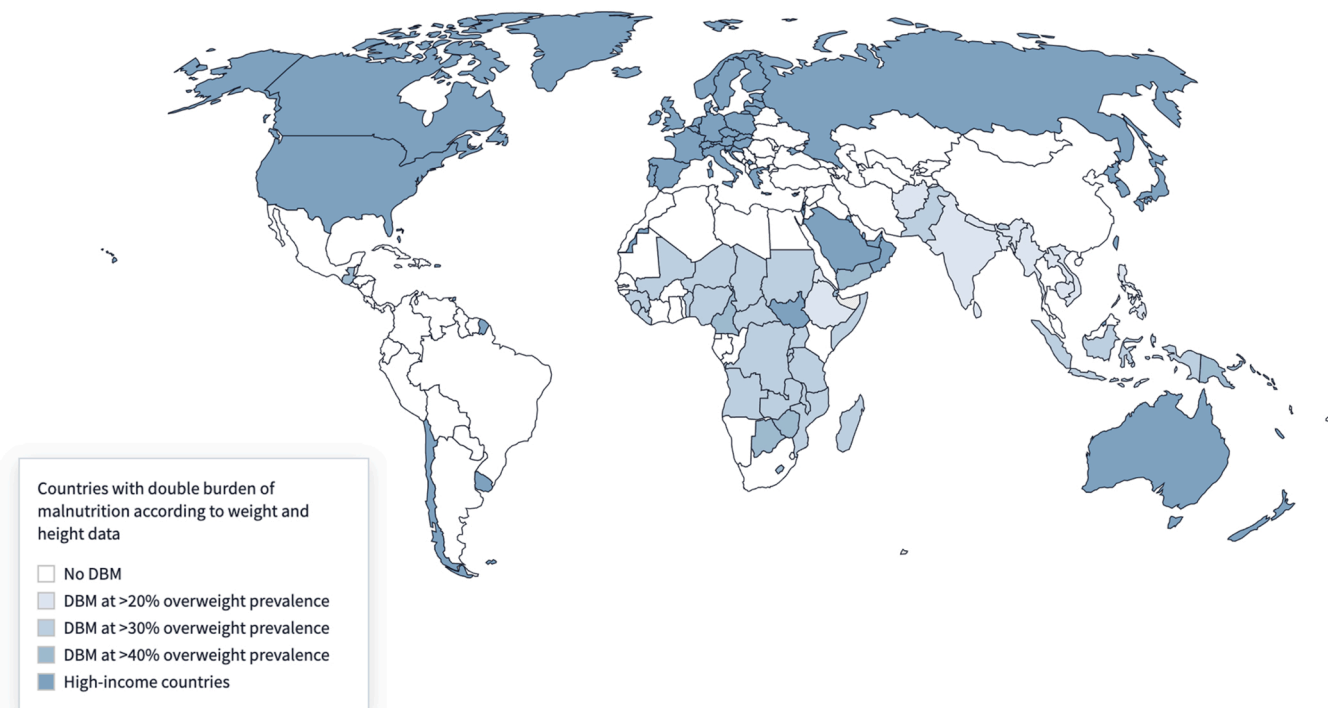 Countries with double burden of
malnutrition according to weight and
height data
No DBM
DBM at >20% overweight prevalence
DBM at >30% overweight prevalence
DBM at >40% overweight prevalence
High-income countries